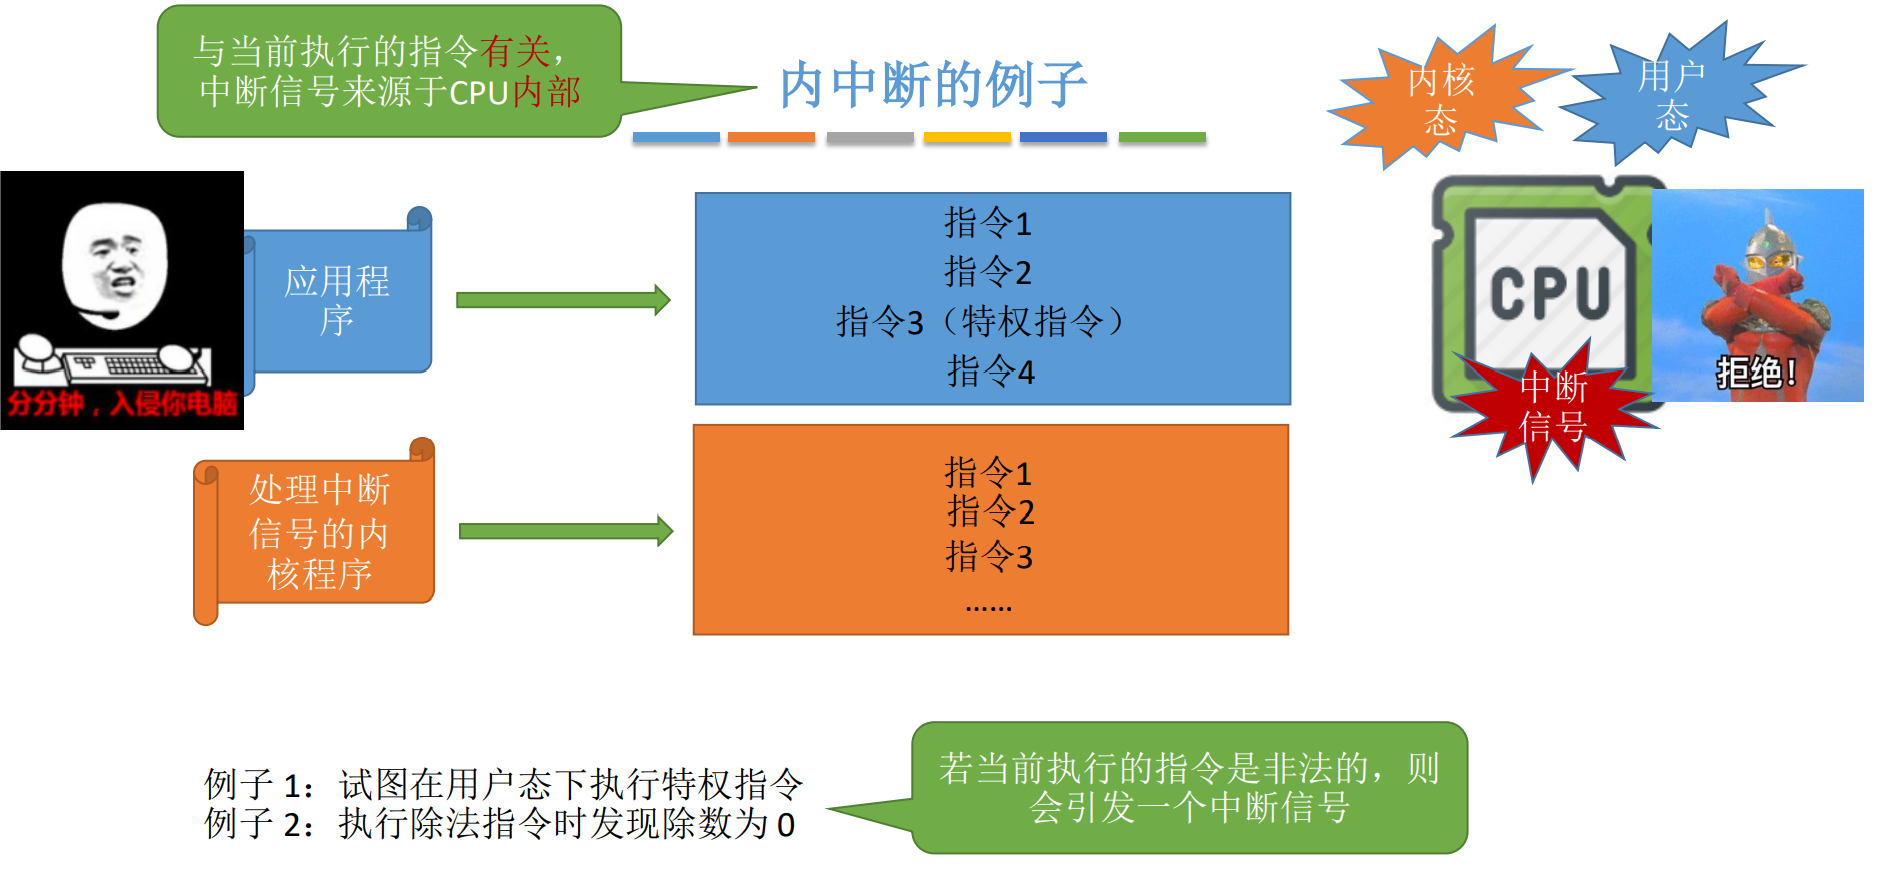 与当前执行的指令有关，
中断信号来源于CPU内部
内中断的例子
内核
态
用户
态
分分钟，入侵你电脑
应用程
序
指令1
指令2
指令3（特权指令）
指令4
CPU
拒绝！
中断
信号
处理中断
信号的内
核程序
指令1
指令2
指令3
……
例子 1：试图在用户态下执行特权指令
例子 2：执行除法指令时发现除数为 0
若当前执行的指令是非法的，则
会引发一个中断信号